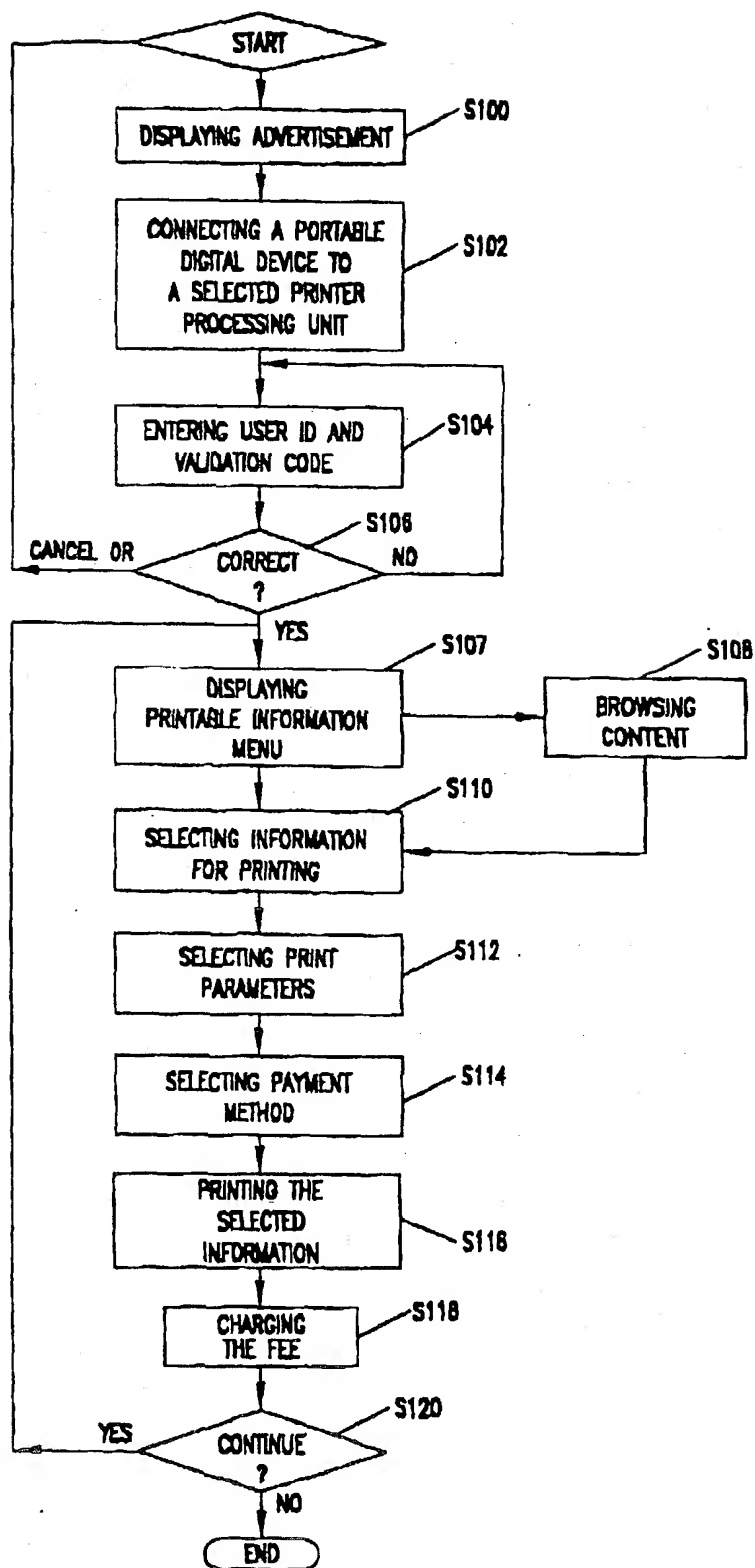 START
S100
DISPLAYING ADVERTISEMENT
CONNECTING A PORTABLE
DIGITAL DEVICE TO
A SELECTED PRINTER
PROCESSING UNIT
S102
ENTERING USER ID AND
VALIDATION CODE
S104
S106
CANCEL OR
CORRECT
?
NO
YES
S107
DISPLAYING
PRINTABLE INFORMATION
MENU
S108
BROWSING
CONTENT
S110
SELECTING INFORMATION
FOR PRINTING
SELECTING PRINT
PARAMETERS
S112
SELECTING PAYMENT
METHOD
S114
PRINTING THE
SELECTED
INFORMATION
S116
CHARGING
THE FEE
S118
S120
YES
CONTINUE
?
NO
END